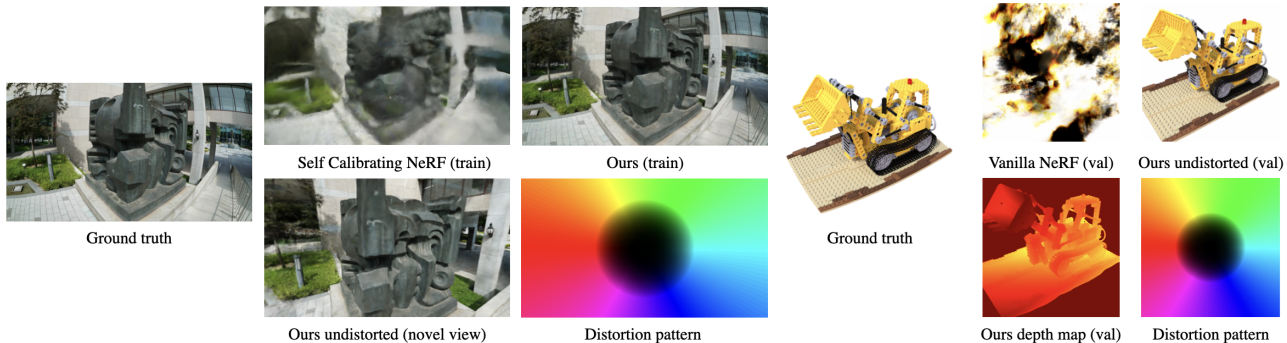 Self Calibrating NeRF (train)
Ours (train)
Ground truth
Ours undistorted (novel view)
Distortion pattern
Vanilla NeRF (val)
Ours undistorted (val)
Ground truth
Ours depth map (val)
Distortion pattern